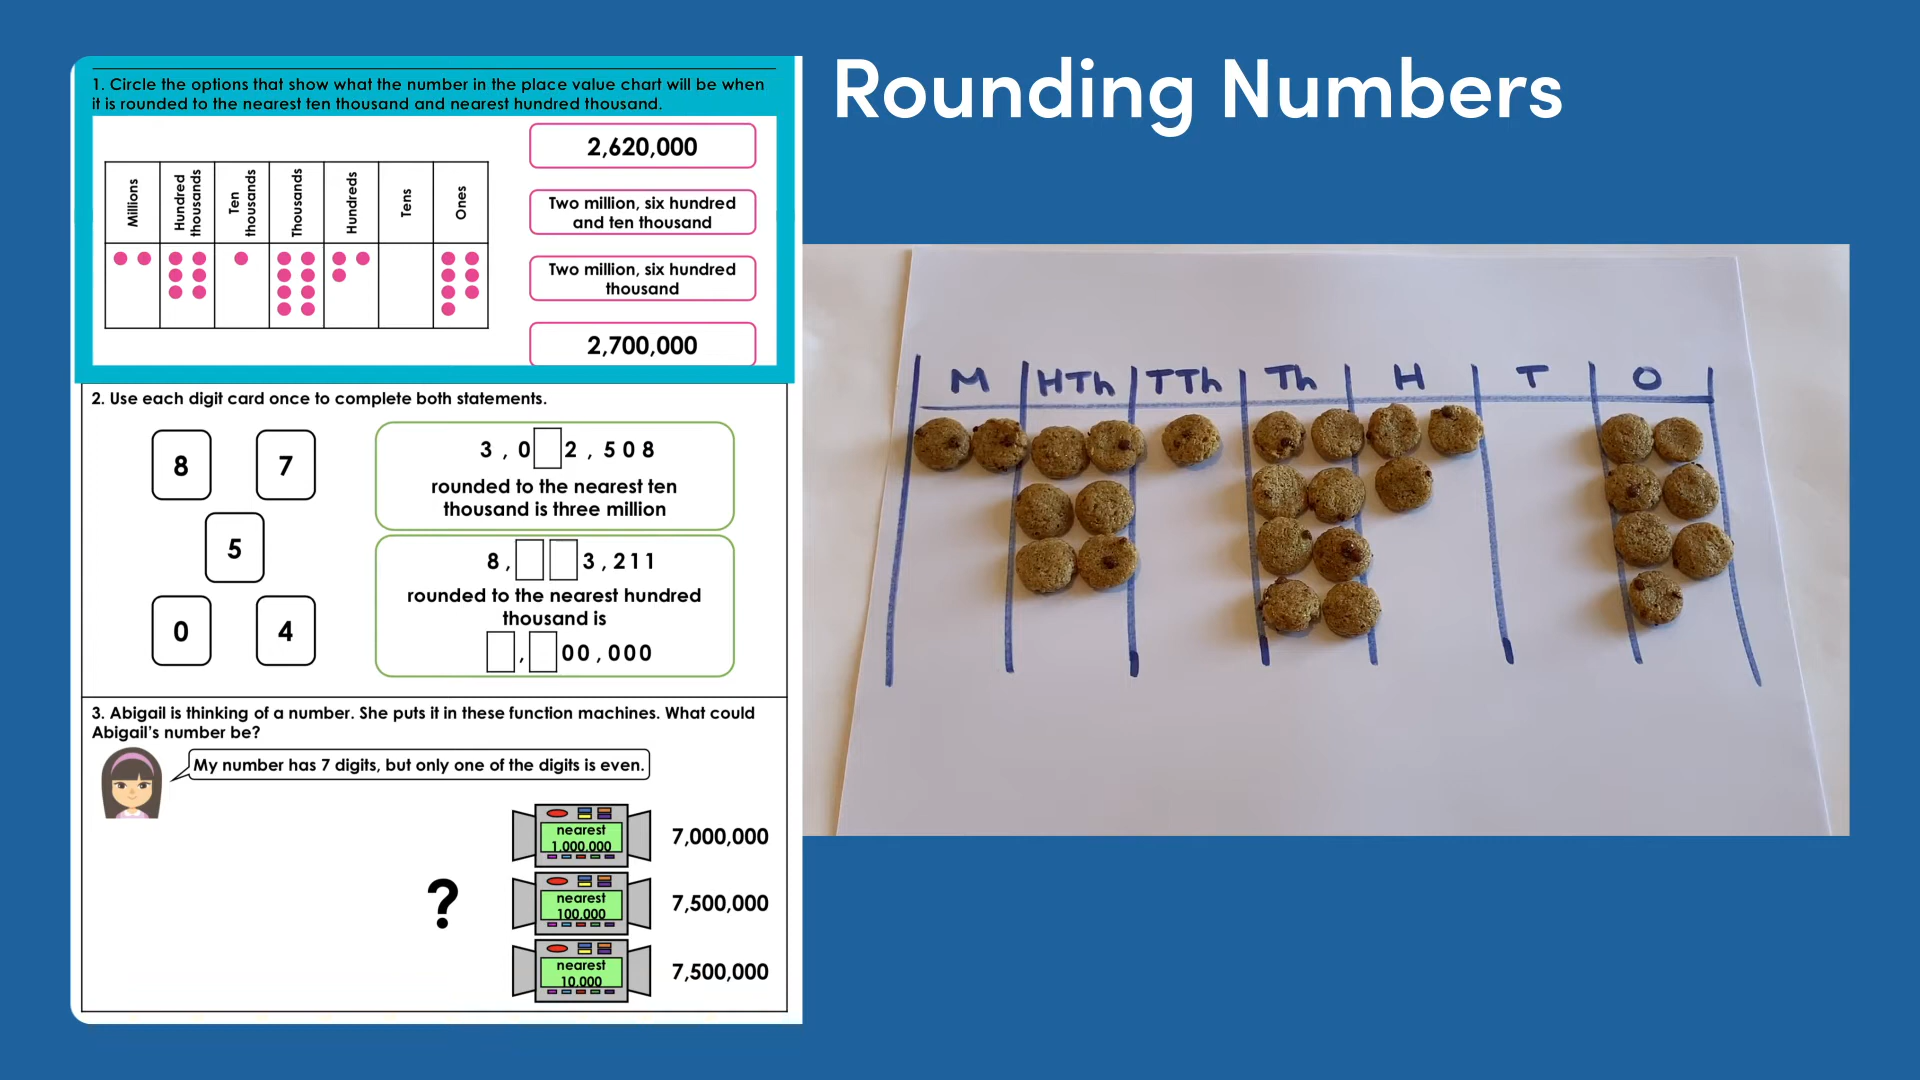 Rounding Numbers
1. Circle the options that show what the number in the place value chart will be when
it is rounded to the nearest ten thousand and nearest hundred thousand.
Millions
Hundred
thousands
Ten
thousands
Thousands
Hundreds
Tens
Ones
2,620,000
Two million, six hundred
and ten thousand
Two million, six hundred
thousand
2,700,000
2. Use each digit card once to complete both statements.
8 7
5
0 4
3 , 0 2 , 5 0 8
rounded to the nearest ten
thousand is three million
8 , 3 , 2 1 1
rounded to the nearest hundred
thousand is
, 0 0 , 0 0 0
3. Abigail is thinking of a number. She puts it in these function machines. What could
Abigail's number be?
My number has 7 digits, but only one of the digits is even.
?
nearest
1,000,000
7,000,000
nearest
100,000
7,500,000
nearest
10,000
7,500,000
M HTh TTh Th H T O